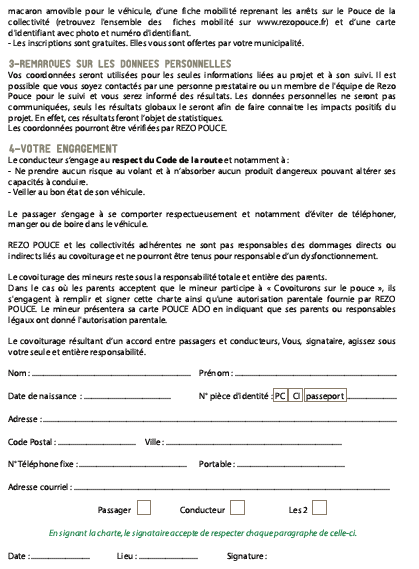 macaron amovible pour le véhicule, d'une fiche mobilité reprenant les arrêts sur le Pouce de la
collectivité (retrouvez l'ensemble des fiches mobilité sur www.rezopouce.fr) et d'une carte
d'identifiant avec photo et numéro d'identifiant.
- Les inscriptions sont gratuites. Elles vous sont offertes par votre municipalité.
3-REMARQUES SUR LES DONNEES PERSONNELLES
Vos coordonnées seront utilisées pour les seules informations liées au projet et à son suivi. Il est
possible que vous soyez contactés par une personne prestataire ou un membre de l'équipe de Rezo
Pouce pour le suivi et vous serez informé des résultats. Les données personnelles ne seront pas
communiquées, seuls les résultats globaux le seront afin de faire connaitre les impacts positifs du
projet. En effet, ces résultats feront l'objet de statistiques.
Les coordonnées pourront être vérifiées par REZO POUCE.
4-VOTRE ENGAGEMENT
Le conducteur s'engage au respect du Code de la route et notamment à :
- Ne prendre aucun risque au volant et à n'absorber aucun produit dangereux pouvant altérer ses
capacités à conduire.
- Veiller au bon état de son véhicule.
Le passager s'engage à se comporter respectueusement et notamment d'éviter de téléphoner,
manger ou de boire dans le véhicule.
REZO POUCE et les collectivités adhérentes ne sont pas responsables des dommages directs ou
indirects liés au covoiturage et ne pourront être tenus pour responsable d'un dysfonctionnement.
Le covoiturage des mineurs reste sous la responsabilité totale et entière des parents.
Dans le cas où les parents acceptent que le mineur participe à « Covoiturons sur le pouce », ils
s'engagent à remplir et signer cette charte ainsi qu'une autorisation parentale fournie par REZO
POUCE. Le mineur présentera sa carte POUCE ADO en indiquant que ses parents ou responsables
légaux ont donné l'autorisation parentale.
Le covoiturage résultant d'un accord entre passagers et conducteurs, Vous, signataire, agissez sous
votre seule et entière responsabilité.
Nom : Prénom :
Date de naissance : N° pièce d'identité : PC CI passeport
Adresse :
Code Postal : Ville :
N° Téléphone fixe : Portable :
Adresse courriel :
Passager Conducteur Les 2
En signant la charte, le signataire accepte de respecter chaque paragraphe de celle-ci.
Date : Lieu : Signature :